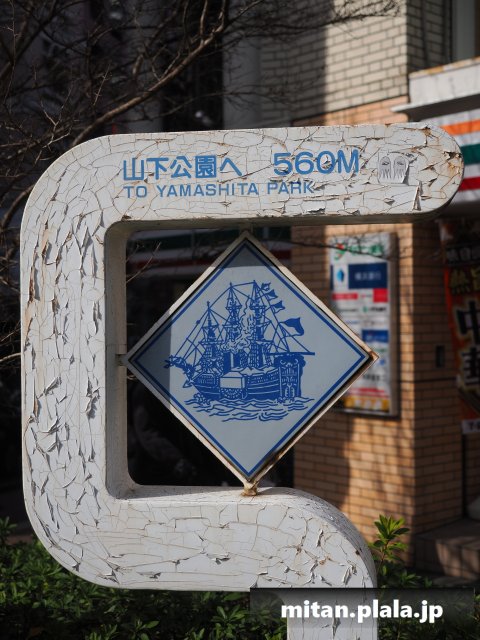 山下公園へ 560M
TO YAMASHITA PARK
mitan.plala.jp